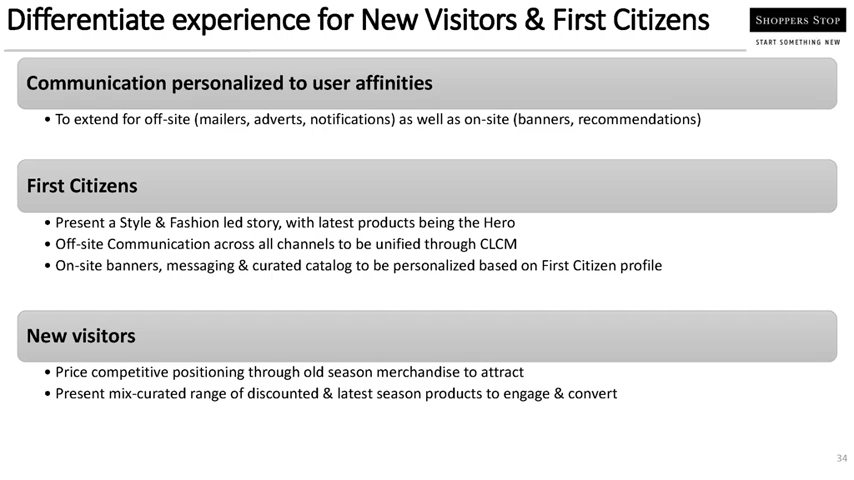 Differentiate experience for New Visitors & First Citizens
SHOPPERS STOP
START SOMETHING NEW
Communication personalized to user affinities
• To extend for off-site (mailers, adverts, notifications) as well as on-site (banners, recommendations)
First Citizens
• Present a Style & Fashion led story, with latest products being the Hero
• Off-site Communication across all channels to be unified through CLCM
• On-site banners, messaging & curated catalog to be personalized based on First Citizen profile
New visitors
• Price competitive positioning through old season merchandise to attract
• Present mix-curated range of discounted & latest season products to engage & convert
34